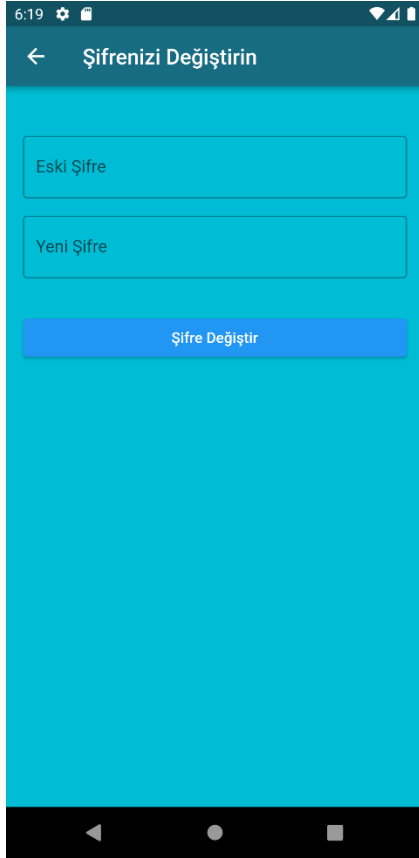 6:19
Şifrenizi Değiştirin
Eski Şifre
Yeni Şifre
Şifre Değiştir